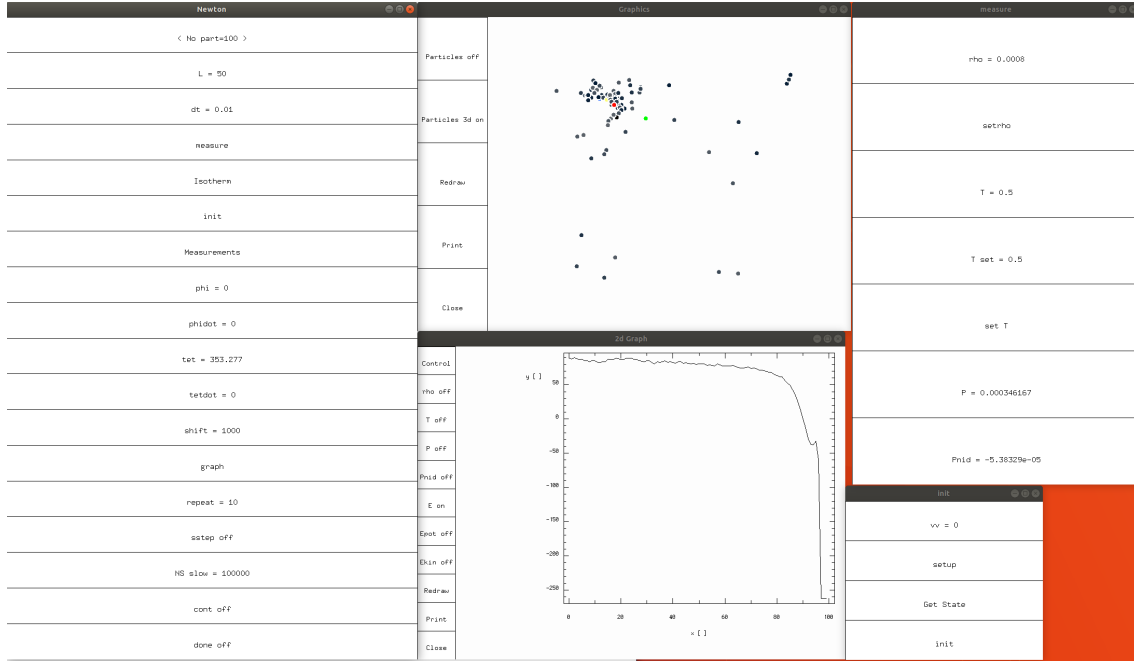 Newton
< No part=100 >
L = 50
dt = 0.01
measure
Isotherm
init
Measurements
phi = 0
phidot = 0
tet = 353.277
tetdot = 0
shift = 1000
graph
repeat = 10
sstep off
NS slow = 100000
cont off
done off
Graphics
Particles off
Particles 3d on
Redraw
Print
Close
2d Graph
Control
rho off
T off
P off
Pnid off
E on
Epot off
Ekin off
Redraw
Print
Close
y [ ]
50
0
-50
-100
-150
-200
-250
0 20 40 60 80 100
x [ ]
measure
rho = 0.0008
setrho
T = 0.5
T set = 0.5
set T
P = 0.000346167
Pnid = -5.38329e-05
init
vv = 0
setup
Get State
init